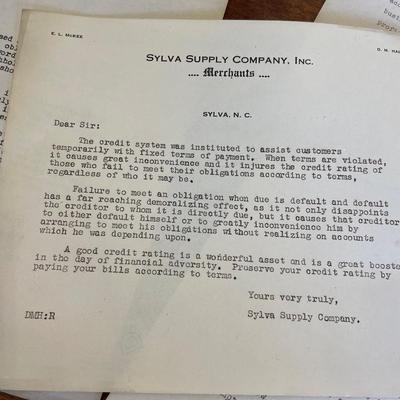 E. L. McKEE
SYLVA SUPPLY COMPANY, INC.
.... Merchants ....
SYLVA, N. C.
Dear Sir:
The credit system was instituted to assist customers
temporarily with fixed terms of payment. When terms are violated,
it causes great inconvenience and it injures the credit rating of
those who fail to meet their obligations according to terms,
regardless of who it may be.
Failure to meet an obligation when due is default and default
has a far reaching demoralizing effect, as it not only disappoints
the creditor to whom it is directly due, but it causes that creditor
to either default himself or to greatly inconvenience him by
arranging to meet his obligations without realizing on accounts
which he was depending upon.
A good credit rating is a wonderful asset and is a great booster
in the day of financial adversity. Preserve your credit rating by
paying your bills according to terms.
Yours very truly,
Sylva Supply Company.
DMH:R